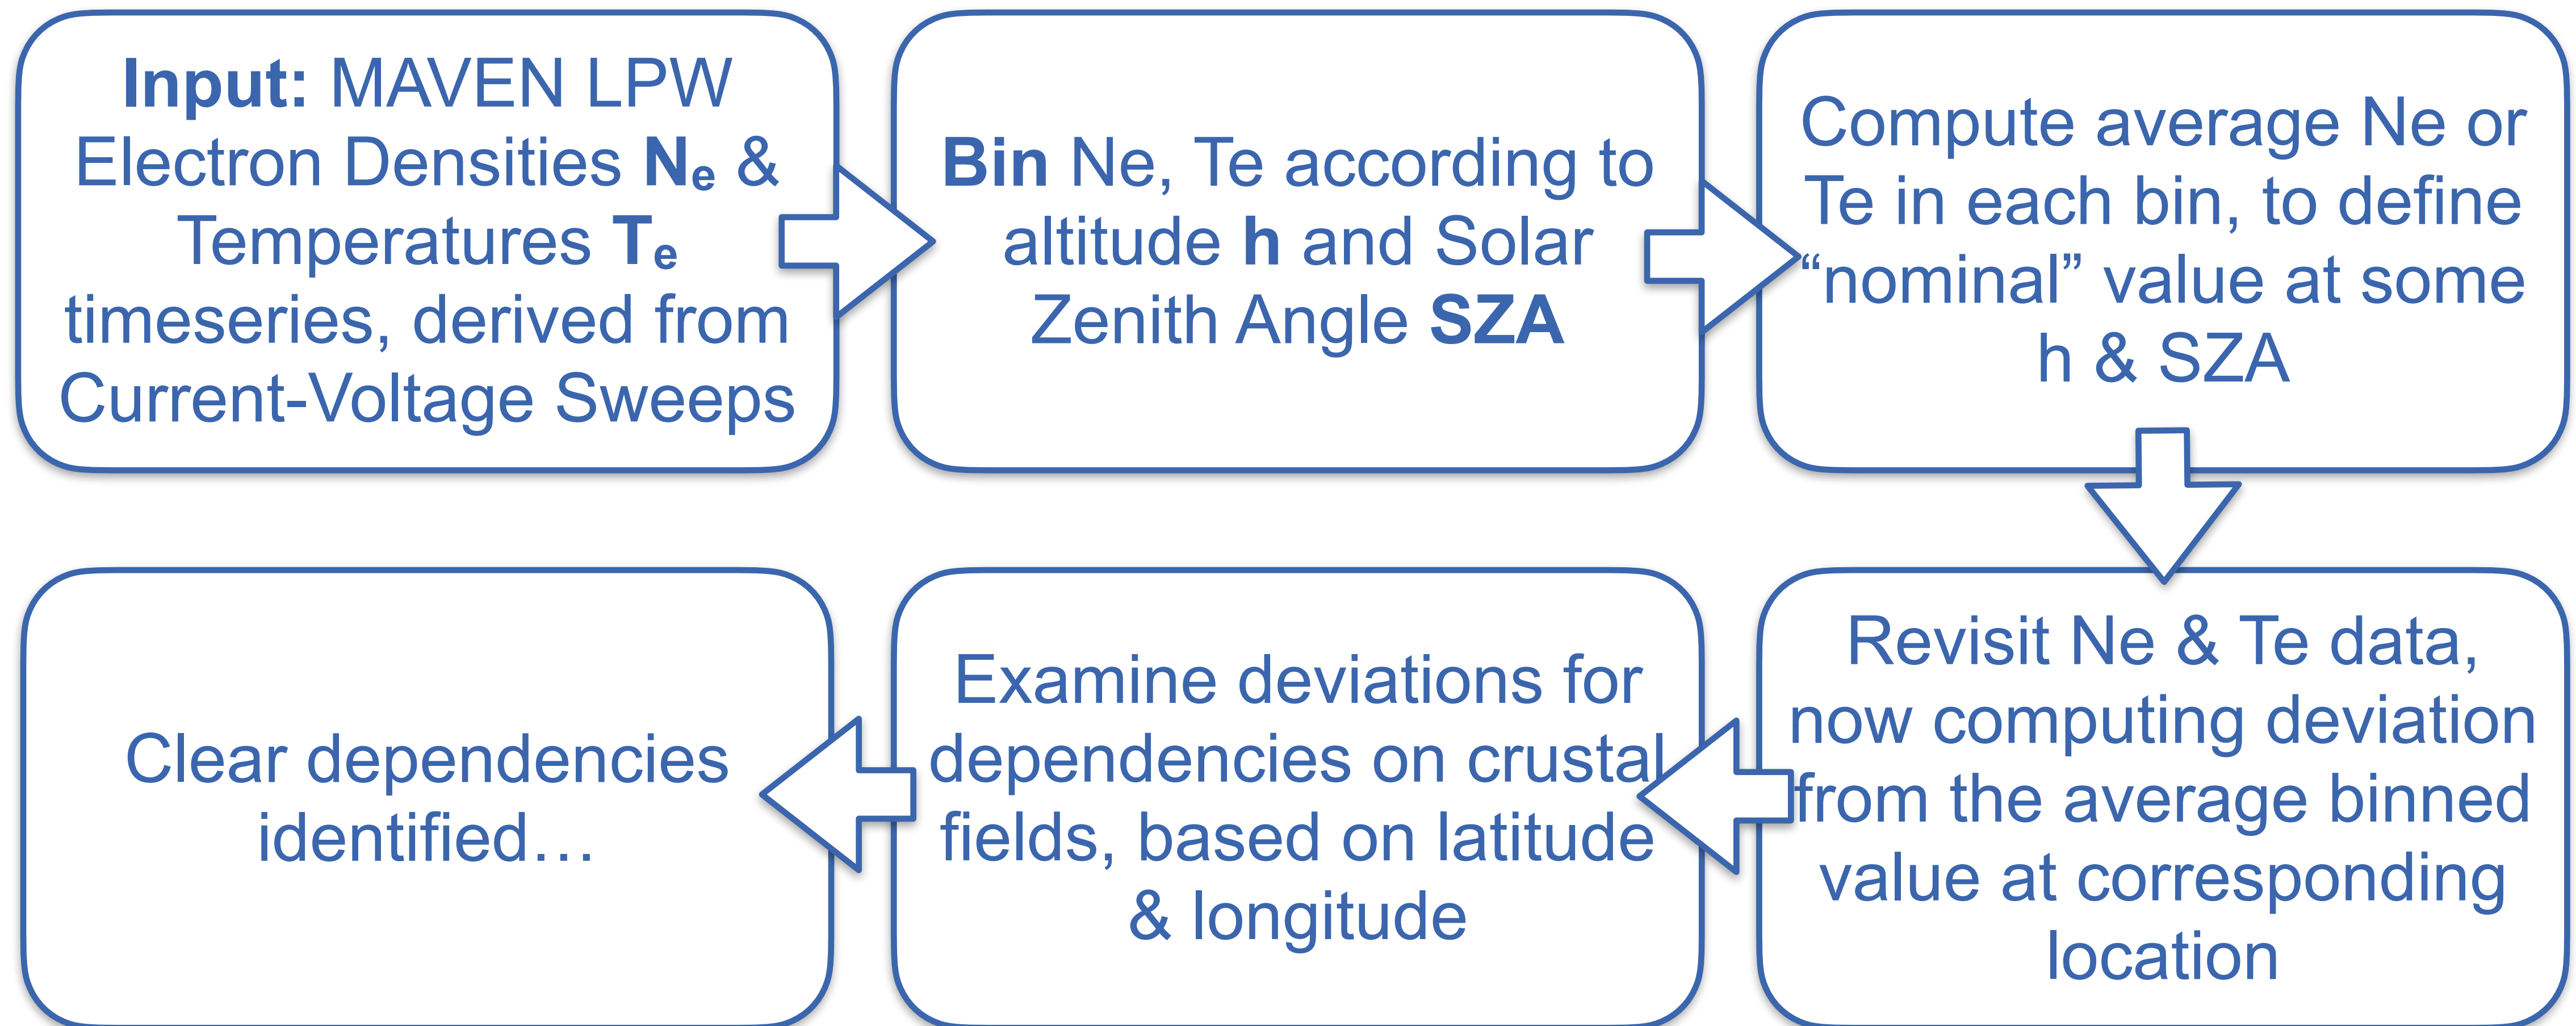 Input: MAVEN LPW
Electron Densities Ne &
Temperatures Te
timeseries, derived from
Current-Voltage Sweeps
Bin Ne, Te according to
altitude h and Solar
Zenith Angle SZA
Compute average Ne or
Te in each bin, to define
“nominal” value at some
h & SZA
Revisit Ne & Te data,
now computing deviation
from the average binned
value at corresponding
location
Examine deviations for
dependencies on crustal
fields, based on latitude
& longitude
Clear dependencies
identified…